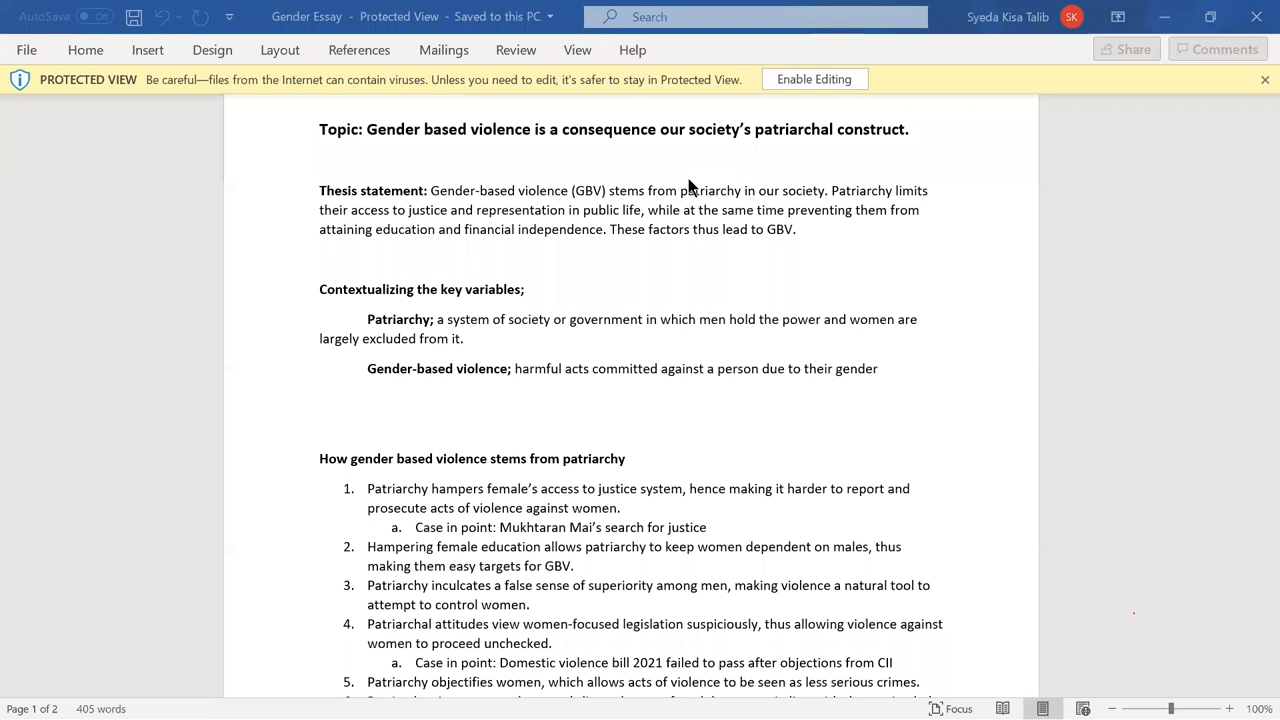 AutoSave Off Gender Essay - Protected View - Saved to this PC Search Syeda Kisa Talib SK
File Home Insert Design Layout References Mailings Review View Help Share Comments
PROTECTED VIEW Be careful—files from the Internet can contain viruses. Unless you need to edit, it's safer to stay in Protected View. Enable Editing
Topic: Gender based violence is a consequence our society’s patriarchal construct.
Thesis statement: Gender-based violence (GBV) stems from patriarchy in our society. Patriarchy limits
their access to justice and representation in public life, while at the same time preventing them from
attaining education and financial independence. These factors thus lead to GBV.
Contextualizing the key variables;
Patriarchy; a system of society or government in which men hold the power and women are
largely excluded from it.
Gender-based violence; harmful acts committed against a person due to their gender
How gender based violence stems from patriarchy
1. Patriarchy hampers female’s access to justice system, hence making it harder to report and
prosecute acts of violence against women.
a. Case in point: Mukhtaran Mai’s search for justice
2. Hampering female education allows patriarchy to keep women dependent on males, thus
making them easy targets for GBV.
3. Patriarchy inculcates a false sense of superiority among men, making violence a natural tool to
attempt to control women.
4. Patriarchal attitudes view women-focused legislation suspiciously, thus allowing violence against
women to proceed unchecked.
a. Case in point: Domestic violence bill 2021 failed to pass after objections from CII
5. Patriarchy objectifies women, which allows acts of violence to be seen as less serious crimes.
Page 1 of 2 405 words Focus 100%